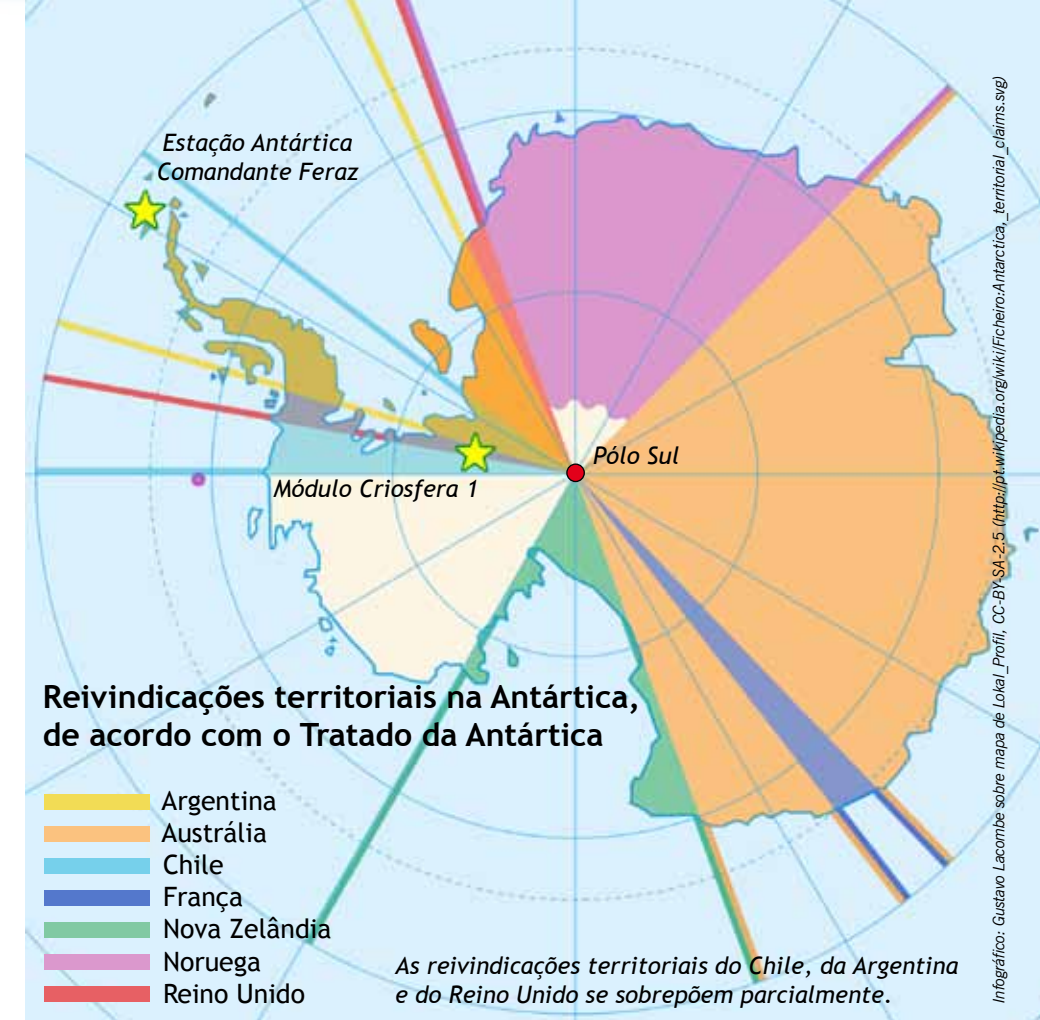 Estação Antártica
Comandante Feraz
Pólo Sul
Módulo Criosfera 1
Reivindicações territoriais na Antártica,
de acordo com o Tratado da Antártica
Argentina
Austrália
Chile
França
Nova Zelândia
Noruega
Reino Unido
As reivindicações territoriais do Chile, da Argentina
e do Reino Unido se sobrepõem parcialmente.
Infográfico: Gustavo Lacombe sobre mapa de Lokal_Profil, CC-BY-SA-2.5 (http://pt.wikipedia.org/wiki/Ficheiro:Antarctica,_territorial_claims.svg)